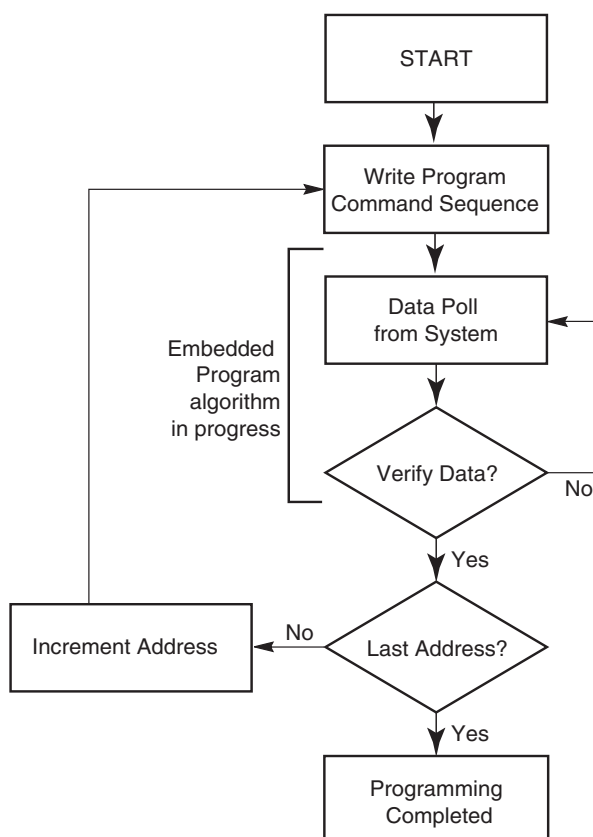 START
Write Program
Command Sequence
Data Poll
from System
Embedded
Program
algorithm
in progress
Verify Data?
No
Yes
Increment Address
No
Last Address?
Yes
Programming
Completed